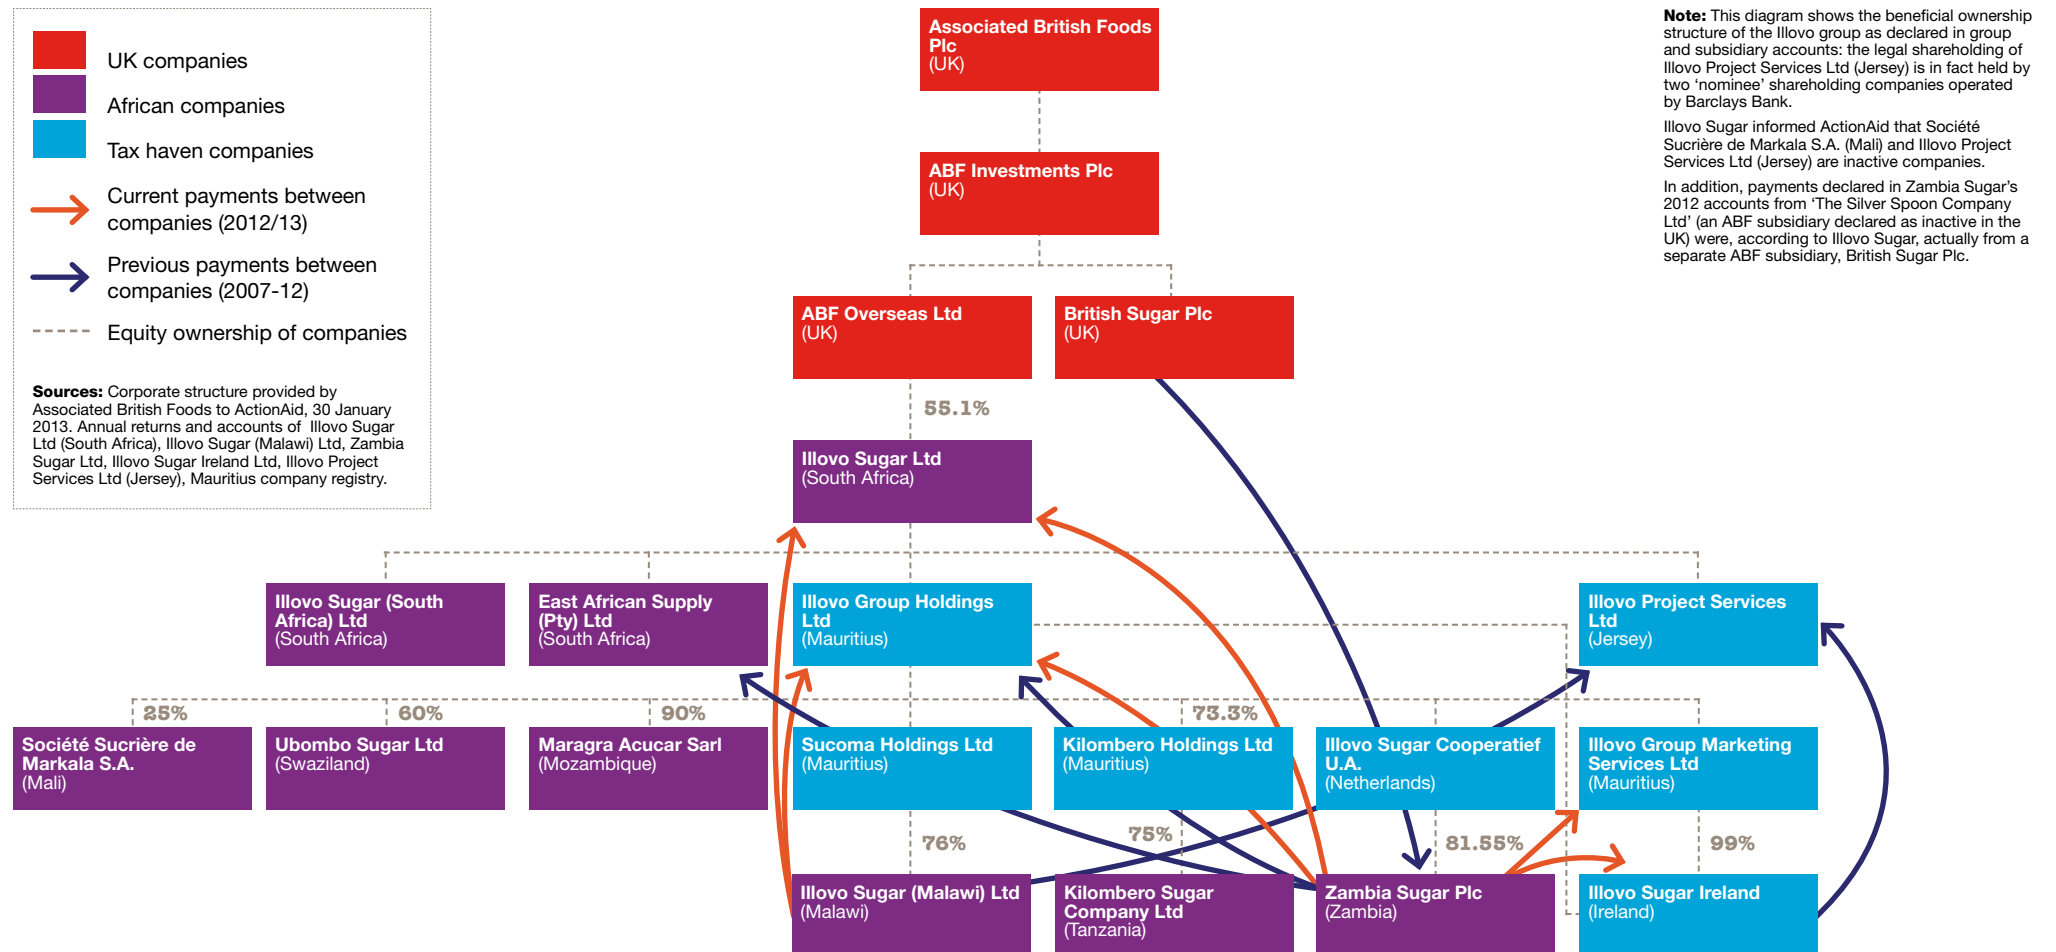 UK companies
African companies
Tax haven companies
Current payments between
companies (2012/13)
Previous payments between
companies (2007-12)
Equity ownership of companies
Sources: Corporate structure provided by
Associated British Foods to ActionAid, 30 January
2013. Annual returns and accounts of Illovo Sugar
Ltd (South Africa), Illovo Sugar (Malawi) Ltd, Zambia
Sugar Ltd, Illovo Sugar Ireland Ltd, Illovo Project
Services Ltd (Jersey), Mauritius company registry.
Note: This diagram shows the beneficial ownership
structure of the Illovo group as declared in group
and subsidiary accounts: the legal shareholding of
Illovo Project Services Ltd (Jersey) is in fact held by
two ‘nominee’ shareholding companies operated
by Barclays Bank.
Illovo Sugar informed ActionAid that Société
Sucrière de Markala S.A. (Mali) and Illovo Project
Services Ltd (Jersey) are inactive companies.
In addition, payments declared in Zambia Sugar’s
2012 accounts from ‘The Silver Spoon Company
Ltd’ (an ABF subsidiary declared as inactive in the
UK) were, according to Illovo Sugar, actually from a
separate ABF subsidiary, British Sugar Plc.
Associated British Foods
Plc
(UK)
ABF Investments Plc
(UK)
ABF Overseas Ltd
(UK)
British Sugar Plc
(UK)
55.1%
Illovo Sugar Ltd
(South Africa)
Illovo Sugar (South
Africa) Ltd
(South Africa)
East African Supply
(Pty) Ltd
(South Africa)
Illovo Group Holdings
Ltd
(Mauritius)
Illovo Project Services
Ltd
(Jersey)
25%
60%
90%
73.3%
Société Sucrière de
Markala S.A.
(Mali)
Ubombo Sugar Ltd
(Swaziland)
Maragra Acucar Sarl
(Mozambique)
Sucoma Holdings Ltd
(Mauritius)
Kilombero Holdings Ltd
(Mauritius)
Illovo Sugar Cooperatief
U.A.
(Netherlands)
Illovo Group Marketing
Services Ltd
(Mauritius)
76%
75%
81.55%
99%
Illovo Sugar (Malawi) Ltd
(Malawi)
Kilombero Sugar
Company Ltd
(Tanzania)
Zambia Sugar Plc
(Zambia)
Illovo Sugar Ireland
(Ireland)